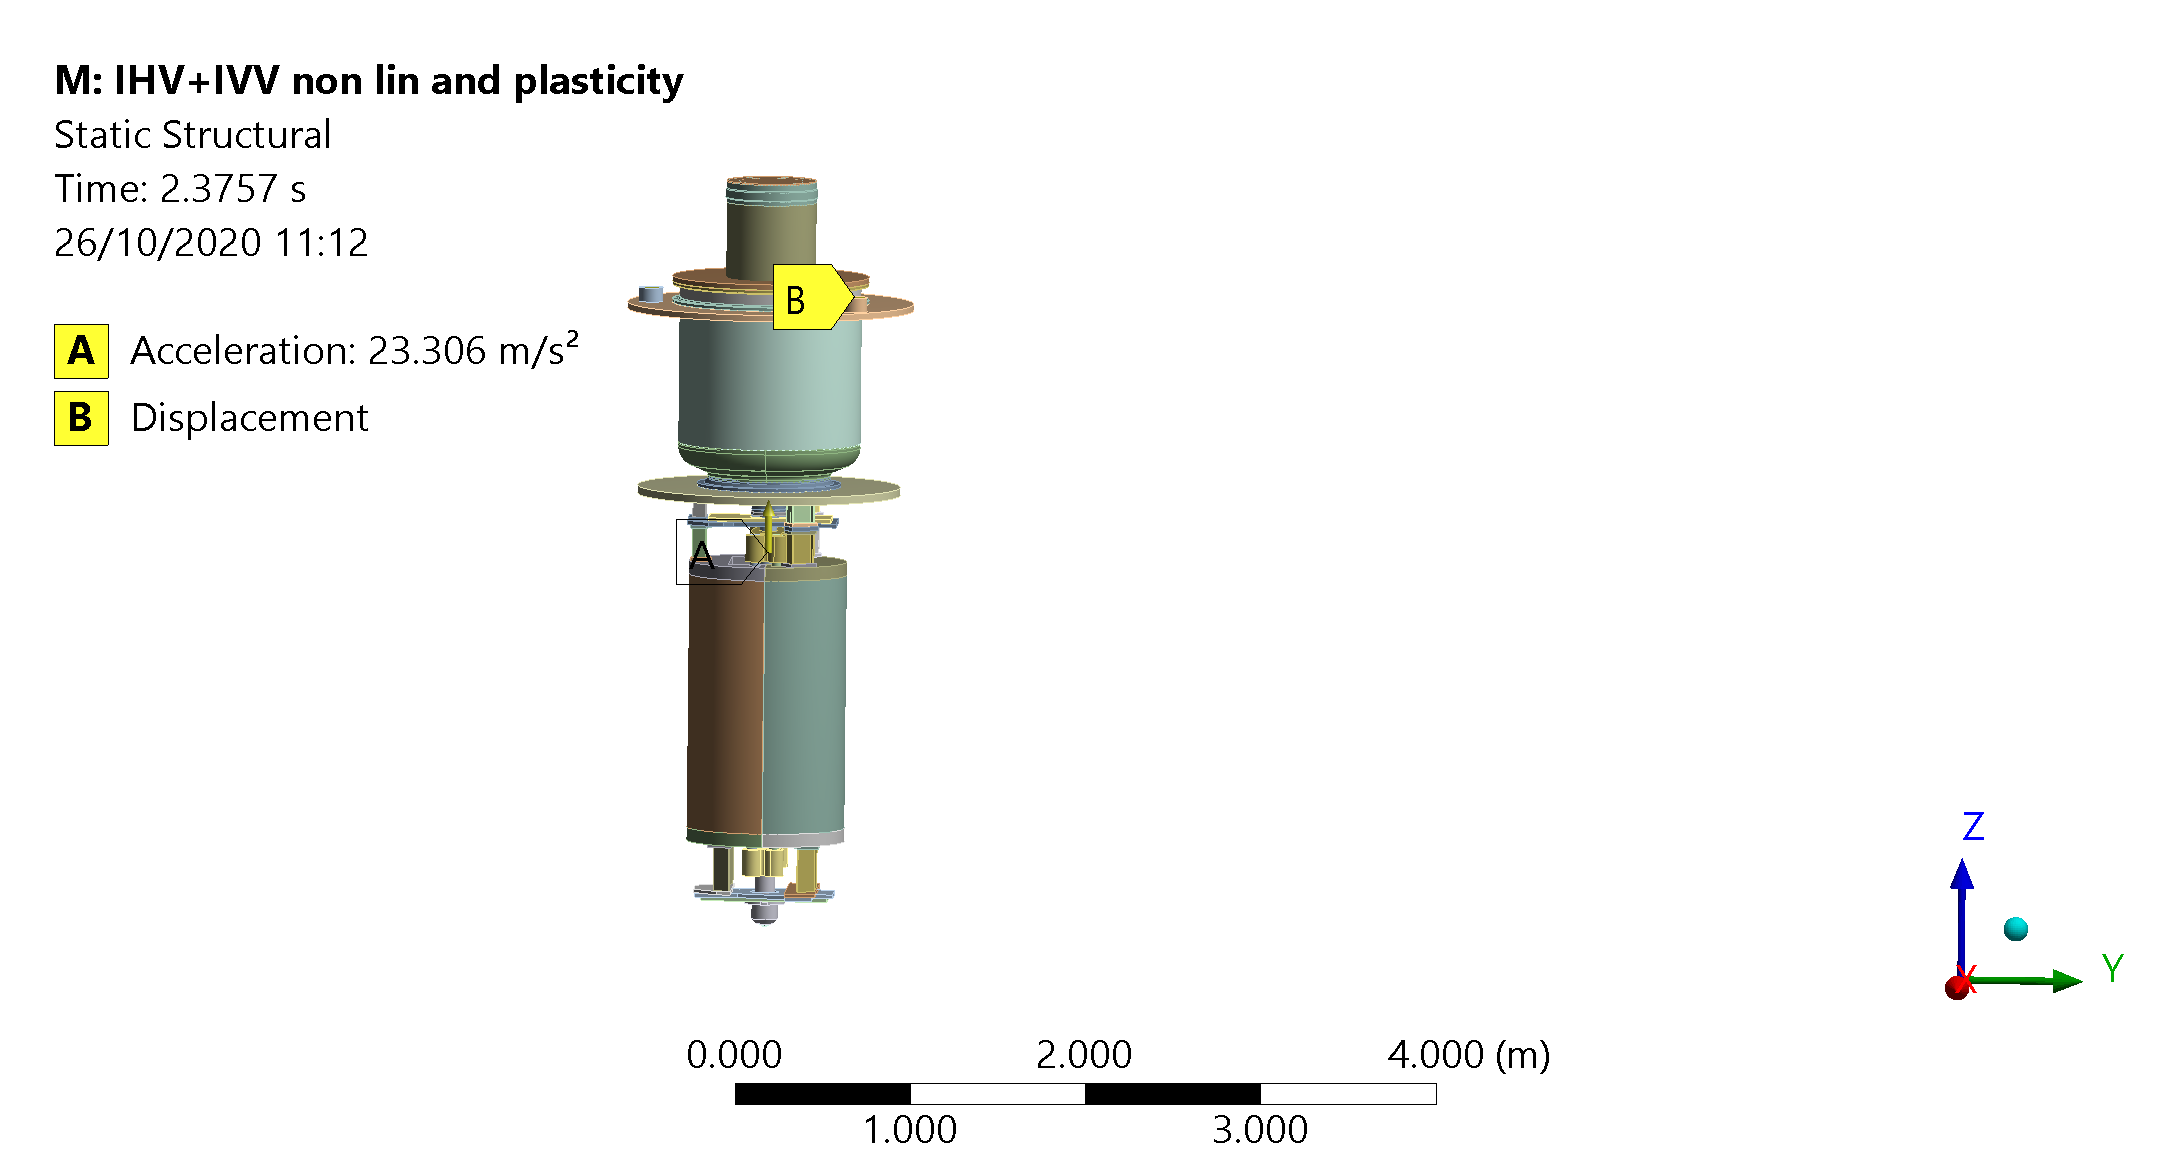 M: IHV+IVV non lin and plasticity
Static Structural
Time: 2.3757 s
26/10/2020 11:12
A Acceleration: 23.306 m/s²
B Displacement
B
A
Z
X
Y
0.000 2.000 4.000 (m)
1.000 3.000